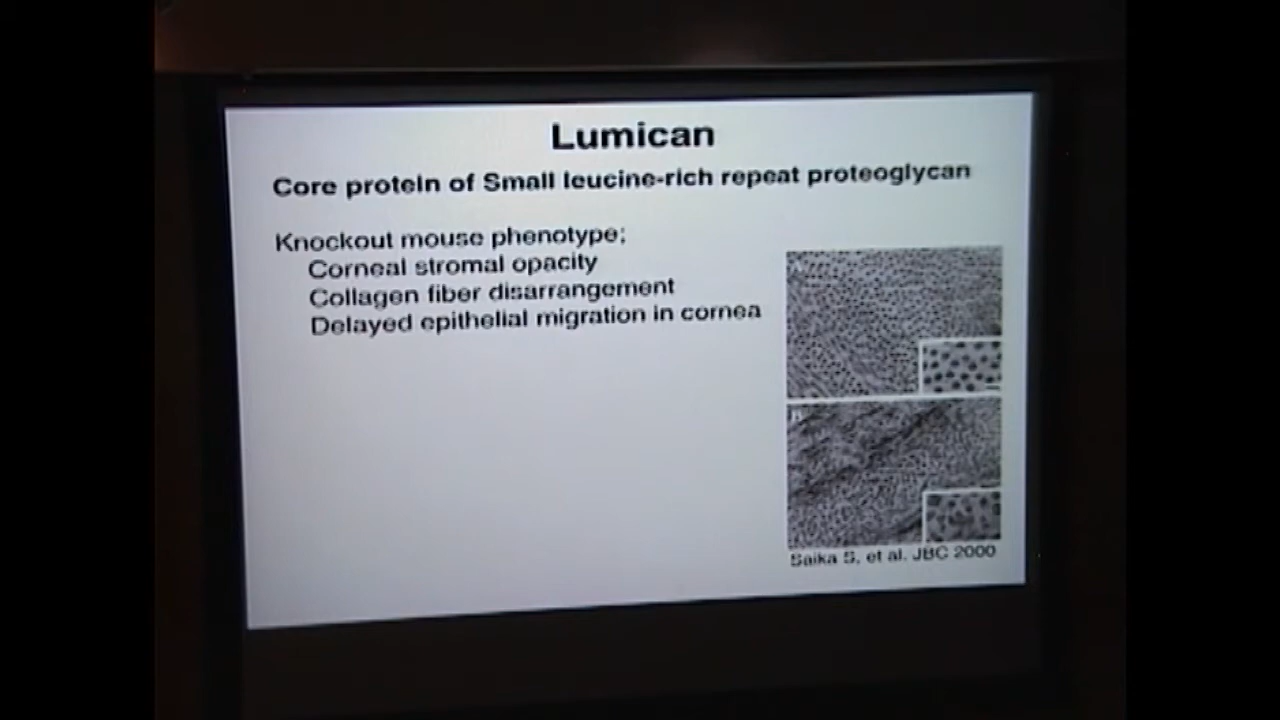 Lumican
Core protein of Small leucine-rich repeat proteoglycan
Knockout mouse phenotype;
Corneal stromal opacity
Collagen fiber disarrangement
Delayed epithelial migration in cornea
Saika S, et al. JBC 2000